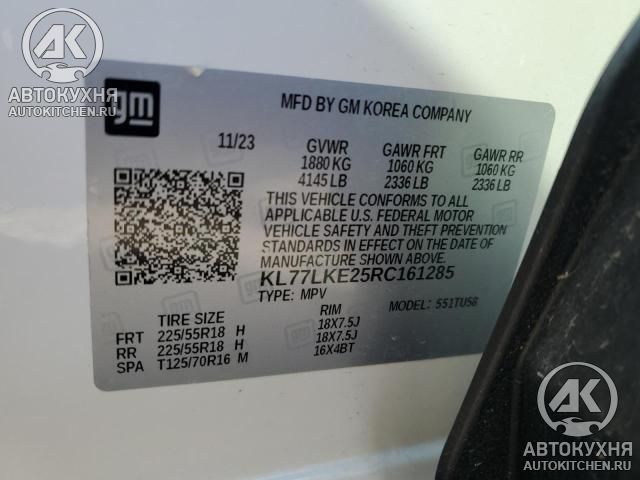 АВТОКУХНЯ
AUTOKITCHEN.RU
gm
MFD BY GM KOREA COMPANY
11/23 GVWR GAWR FRT GAWR RR
1880 KG 1060 KG 1060 KG
4145 LB 2336 LB 2336 LB
THIS VEHICLE CONFORMS TO ALL
APPLICABLE U.S. FEDERAL MOTOR
VEHICLE SAFETY AND THEFT PREVENTION
STANDARDS IN EFFECT ON THE DATE OF
MANUFACTURE SHOWN ABOVE.
KL77LKE25RC161285
TYPE: MPV MODEL: 551TUS8
TIRE SIZE RIM
FRT 225/55R18 H 18X7.5J
RR 225/55R18 H 18X7.5J
SPA T125/70R16 M 16X4BT
АВТОКУХНЯ
AUTOKITCHEN.RU